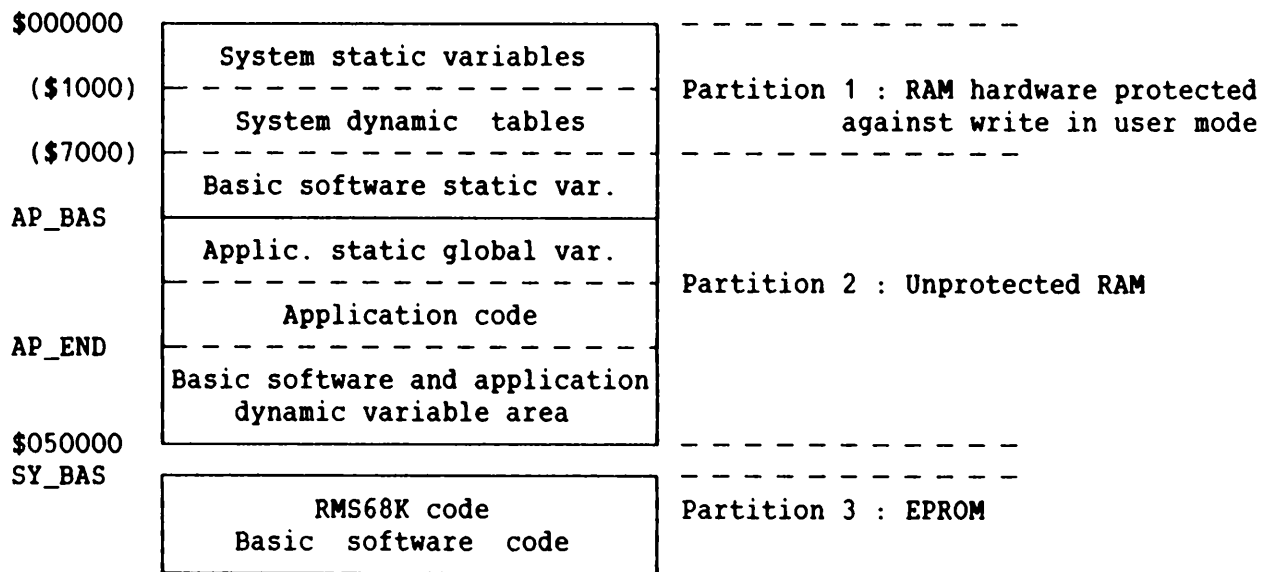 $000000
System static variables
($1000)
Partition 1 : RAM hardware protected
against write in user mode
System dynamic tables
($7000)
Basic software static var.
AP_BAS
Applic. static global var.
Partition 2 : Unprotected RAM
Application code
AP_END
Basic software and application
dynamic variable area
$050000
SY_BAS
RMS68K code
Partition 3 : EPROM
Basic software code